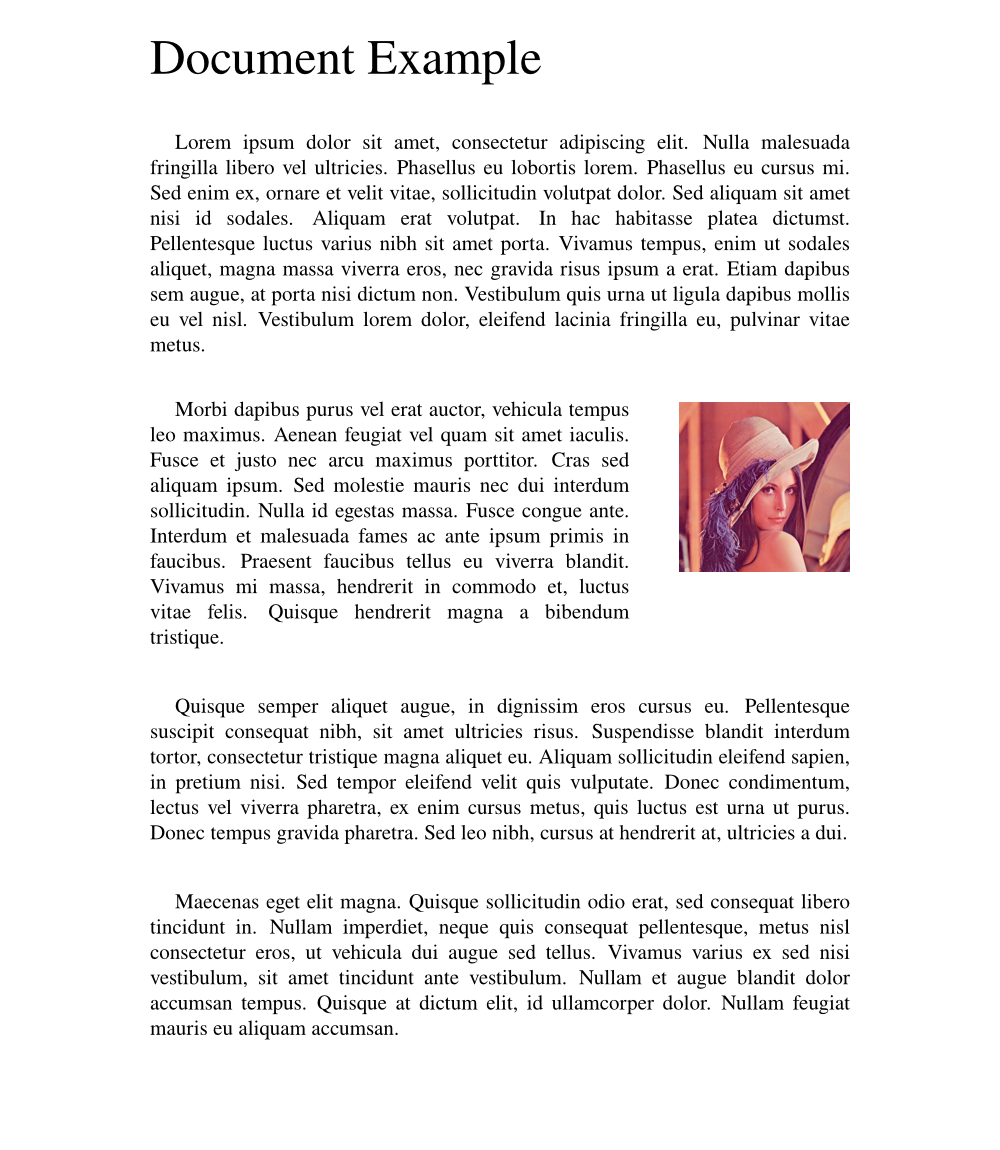 Document Example
Lorem ipsum dolor sit amet, consectetur adipiscing elit. Nulla malesuada
fringilla libero vel ultricies. Phasellus eu lobortis lorem. Phasellus eu cursus mi.
Sed enim ex, ornare et velit vitae, sollicitudin volutpat dolor. Sed aliquam sit amet
nisi id sodales. Aliquam erat volutpat. In hac habitasse platea dictumst.
Pellentesque luctus varius nibh sit amet porta. Vivamus tempus, enim ut sodales
aliquet, magna massa viverra eros, nec gravida risus ipsum a erat. Etiam dapibus
sem augue, at porta nisi dictum non. Vestibulum quis urna ut ligula dapibus mollis
eu vel nisl. Vestibulum lorem dolor, eleifend lacinia fringilla eu, pulvinar vitae
metus.
Morbi dapibus purus vel erat auctor, vehicula tempus
leo maximus. Aenean feugiat vel quam sit amet iaculis.
Fusce et justo nec arcu maximus porttitor. Cras sed
aliquam ipsum. Sed molestie mauris nec dui interdum
sollicitudin. Nulla id egestas massa. Fusce congue ante.
Interdum et malesuada fames ac ante ipsum primis in
faucibus. Praesent faucibus tellus eu viverra blandit.
Vivamus mi massa, hendrerit in commodo et, luctus
vitae felis. Quisque hendrerit magna a bibendum
tristique.
Quisque semper aliquet augue, in dignissim eros cursus eu. Pellentesque
suscipit consequat nibh, sit amet ultricies risus. Suspendisse blandit interdum
tortor, consectetur tristique magna aliquet eu. Aliquam sollicitudin eleifend sapien,
in pretium nisi. Sed tempor eleifend velit quis vulputate. Donec condimentum,
lectus vel viverra pharetra, ex enim cursus metus, quis luctus est urna ut purus.
Donec tempus gravida pharetra. Sed leo nibh, cursus at hendrerit at, ultricies a dui.
Maecenas eget elit magna. Quisque sollicitudin odio erat, sed consequat libero
tincidunt in. Nullam imperdiet, neque quis consequat pellentesque, metus nisl
consectetur eros, ut vehicula dui augue sed tellus. Vivamus varius ex sed nisi
vestibulum, sit amet tincidunt ante vestibulum. Nullam et augue blandit dolor
accumsan tempus. Quisque at dictum elit, id ullamcorper dolor. Nullam feugiat
mauris eu aliquam accumsan.